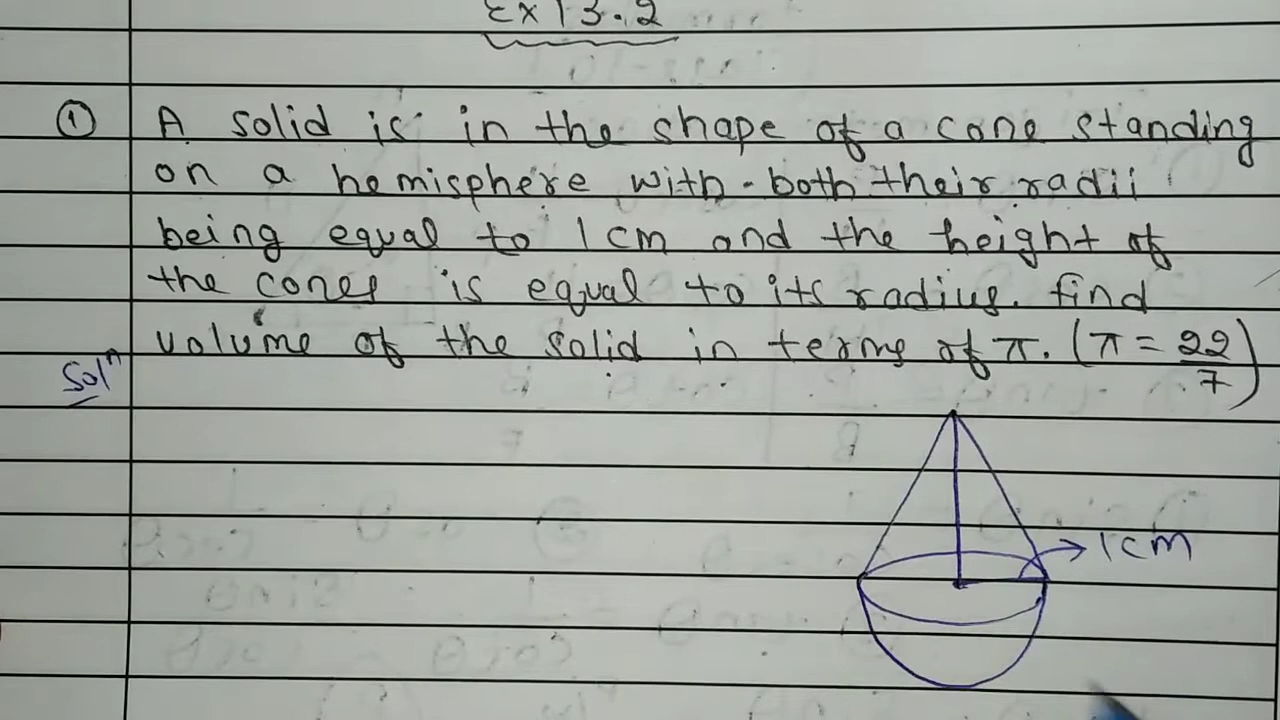 Ex 13.2
① A solid is in the shape of a cone standing
on a hemisphere with both their radii
being equal to 1 cm and the height of
the cones is equal to its radius. find
volume of the solid in terms of π. (π = 22/7)
Solⁿ
1cm